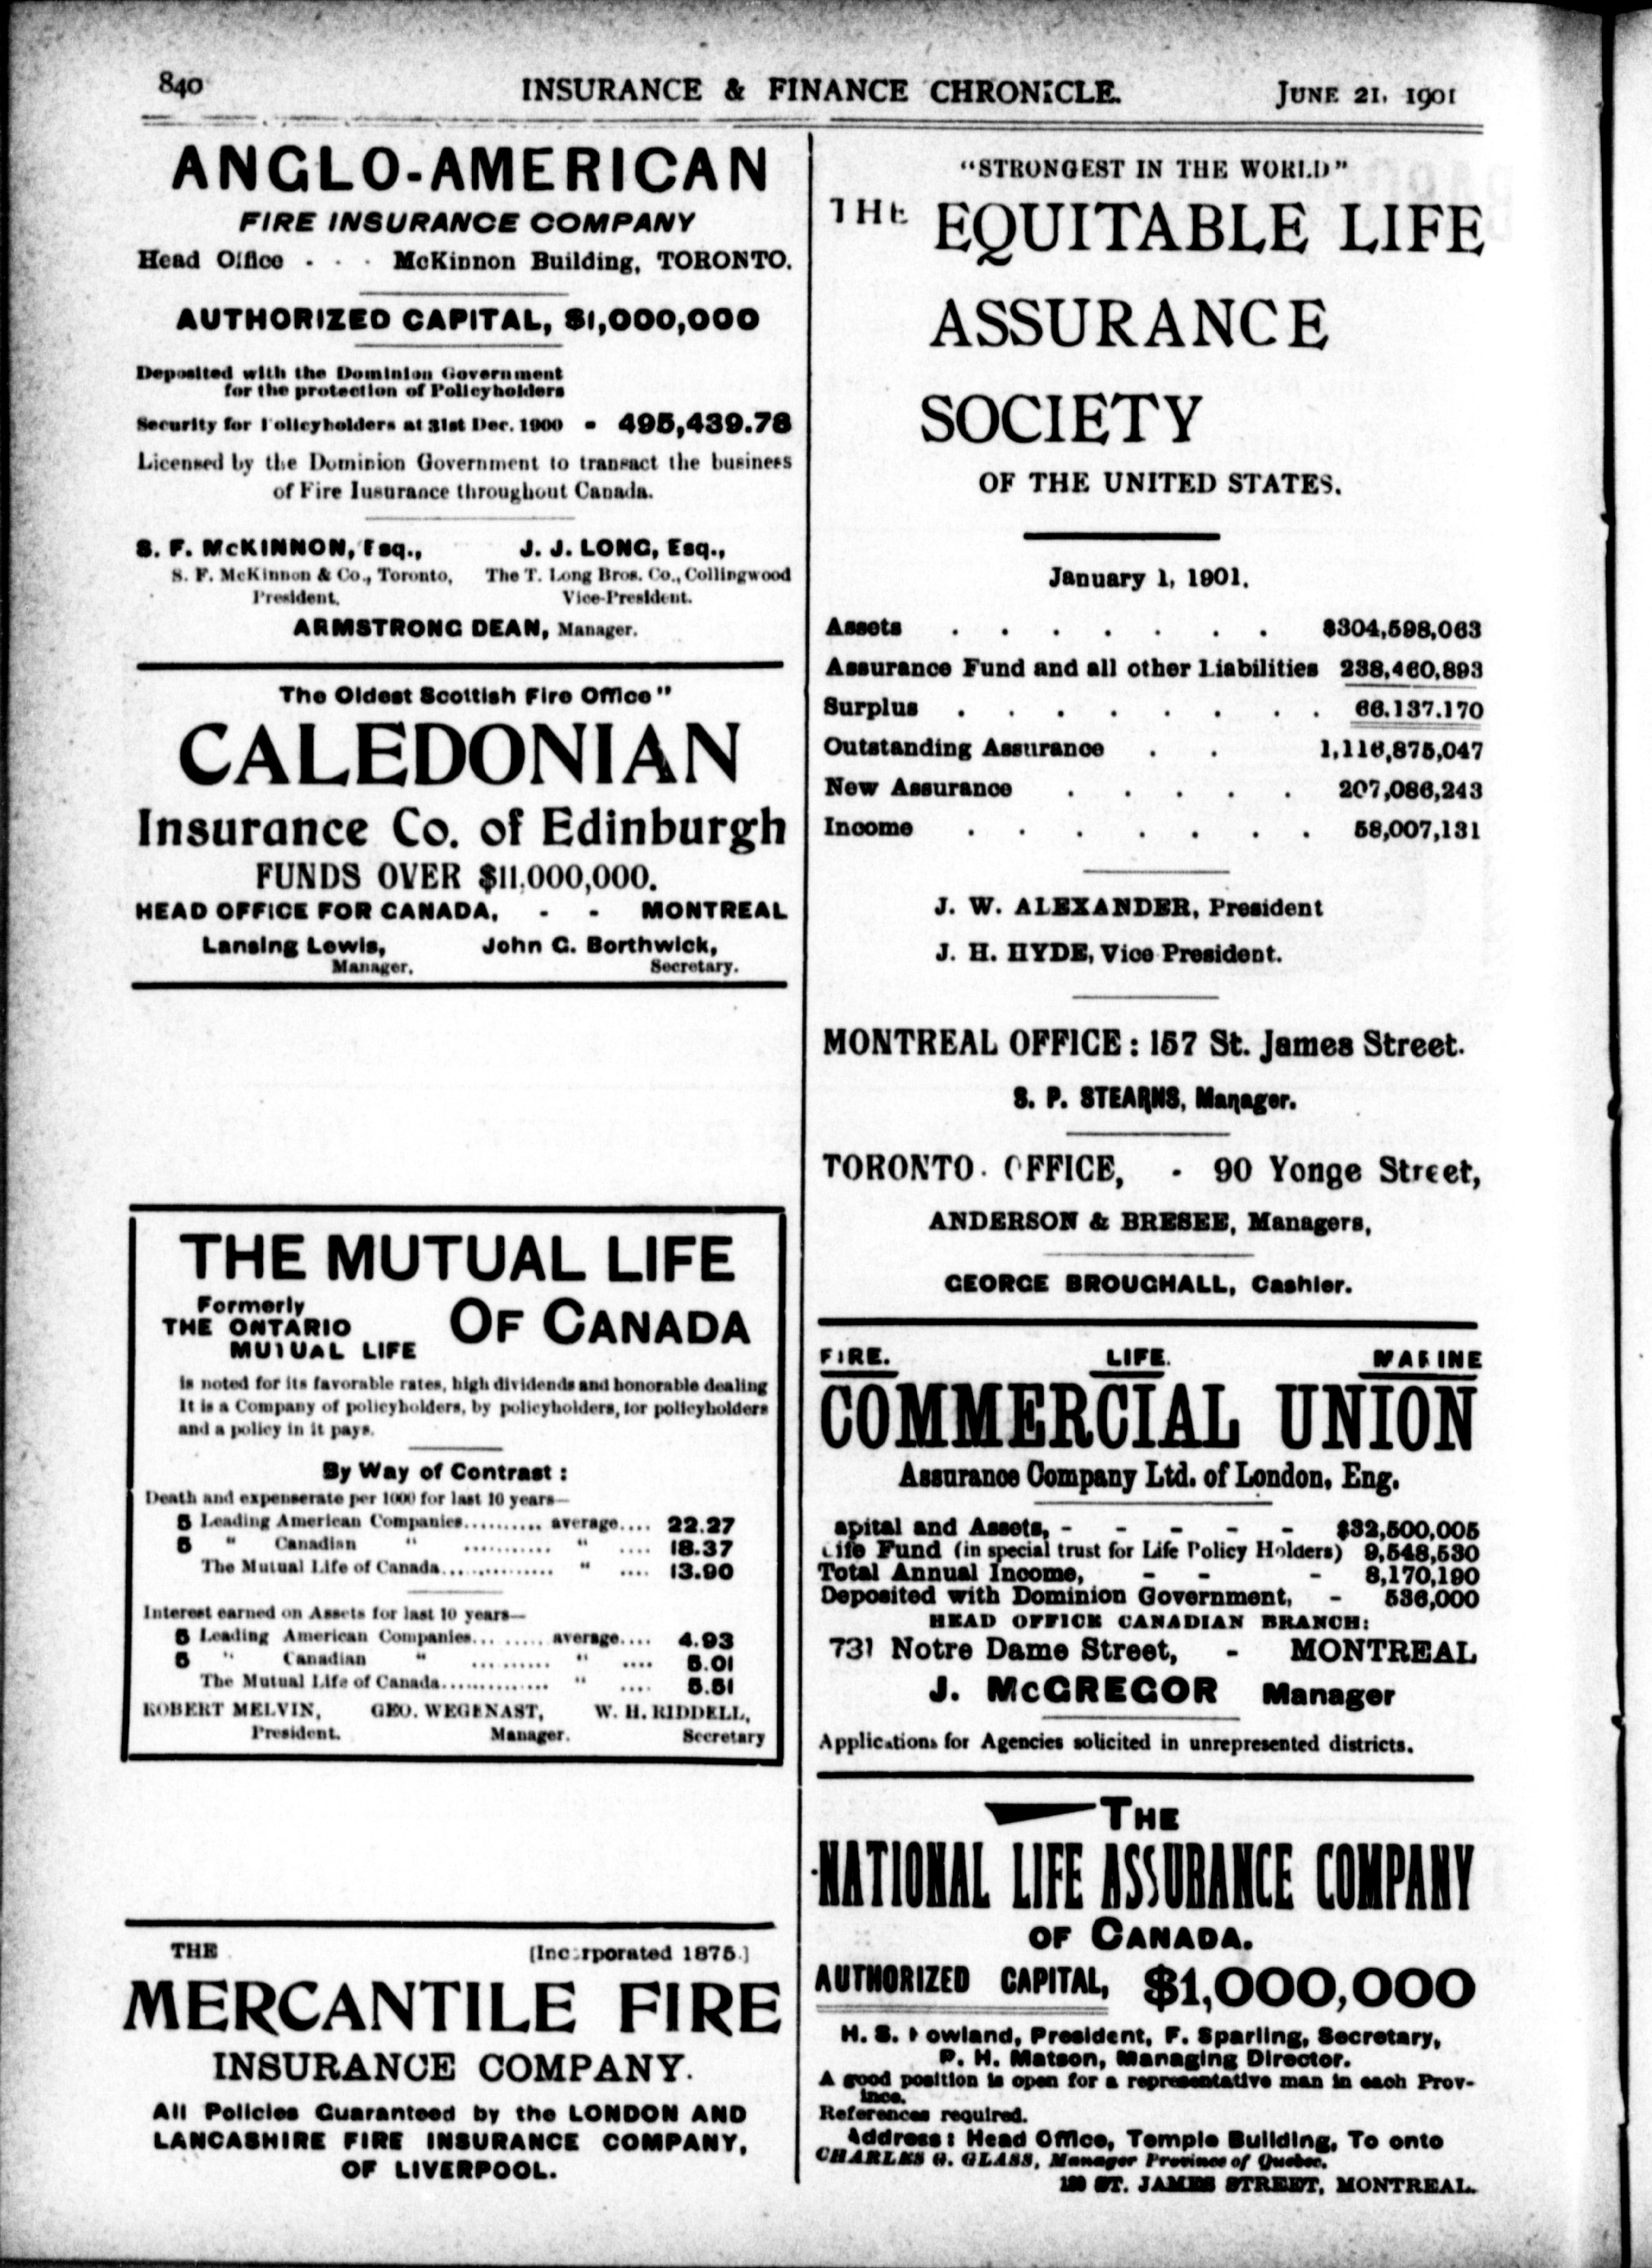 840 INSURANCE & FINANCE CHRONICLE. JUNE 21, 1901
ANGLO-AMERICAN
FIRE INSURANCE COMPANY
Head Office - - - McKinnon Building, TORONTO.
AUTHORIZED CAPITAL, $1,000,000
Deposited with the Dominion Government
for the protection of Policyholders
Security for Policyholders at 31st Dec. 1900 - 495,439.78
Licensed by the Dominion Government to transact the business
of Fire Insurance throughout Canada.
S. F. McKINNON, Esq., J. J. LONG, Esq.,
S. F. McKinnon & Co., Toronto, The T. Long Bros. Co., Collingwood
President. Vice-President.
ARMSTRONG DEAN, Manager.
The Oldest Scottish Fire Office"
CALEDONIAN
Insurance Co. of Edinburgh
FUNDS OVER $11,000,000.
HEAD OFFICE FOR CANADA, - - MONTREAL
Lansing Lewis, John G. Borthwick,
Manager. Secretary.
THE MUTUAL LIFE
Formerly
THE ONTARIO
MUTUAL LIFE
OF CANADA
is noted for its favorable rates, high dividends and honorable dealing
It is a Company of policyholders, by policyholders, for policyholders
and a policy in it pays.
By Way of Contrast :
Death and expenserate per 1000 for last 10 years—
5 Leading American Companies.......... average.... 22.27
5 " Canadian " ........... " .... 18.37
The Mutual Life of Canada................. " .... 13.90
Interest earned on Assets for last 10 years—
5 Leading American Companies... ...... average.... 4.93
5 " Canadian " .......... " .... 5.01
The Mutual Life of Canada.............. " .... 5.51
ROBERT MELVIN, GEO. WEGENAST, W. H. RIDDELL,
President. Manager. Secretary
THE [Incorporated 1875.]
MERCANTILE FIRE
INSURANCE COMPANY.
All Policies Guaranteed by the LONDON AND
LANCASHIRE FIRE INSURANCE COMPANY,
OF LIVERPOOL.
"STRONGEST IN THE WORLD"
THE EQUITABLE LIFE
ASSURANCE
SOCIETY
OF THE UNITED STATES.
January 1, 1901.
Assets . . . . . . . $304,598,063
Assurance Fund and all other Liabilities 238,460,893
Surplus . . . . . . . . 66.137.170
Outstanding Assurance . . 1,116,875,047
New Assurance . . . . . 207,086,243
Income . . . . . . . 58,007,131
J. W. ALEXANDER, President
J. H. HYDE, Vice President.
MONTREAL OFFICE : 157 St. James Street.
S. P. STEARNS, Manager.
TORONTO. OFFICE, - 90 Yonge Street,
ANDERSON & BRESEE, Managers,
GEORGE BROUGHALL, Cashier.
FIRE. LIFE. MARINE
COMMERCIAL UNION
Assurance Company Ltd. of London, Eng.
apital and Assets, - - - - - $32,500,005
Life Fund (in special trust for Life Policy Holders) 9,548,530
Total Annual Income, - - - 8,170,190
Deposited with Dominion Government, - 536,000
HEAD OFFICE CANADIAN BRANCH:
731 Notre Dame Street, - MONTREAL
J. McGREGOR Manager
Applications for Agencies solicited in unrepresented districts.
THE
NATIONAL LIFE ASSURANCE COMPANY
OF CANADA.
AUTHORIZED CAPITAL, $1,000,000
H. S. Howland, President, F. Sparling, Secretary,
P. H. Matson, Managing Director.
A good position is open for a representative man in each Prov-
ince.
References required.
Address: Head Office, Temple Building, To onto
CHARLES G. GLASS, Manager Province of Quebec.
ST. JAMES STREET, MONTREAL.